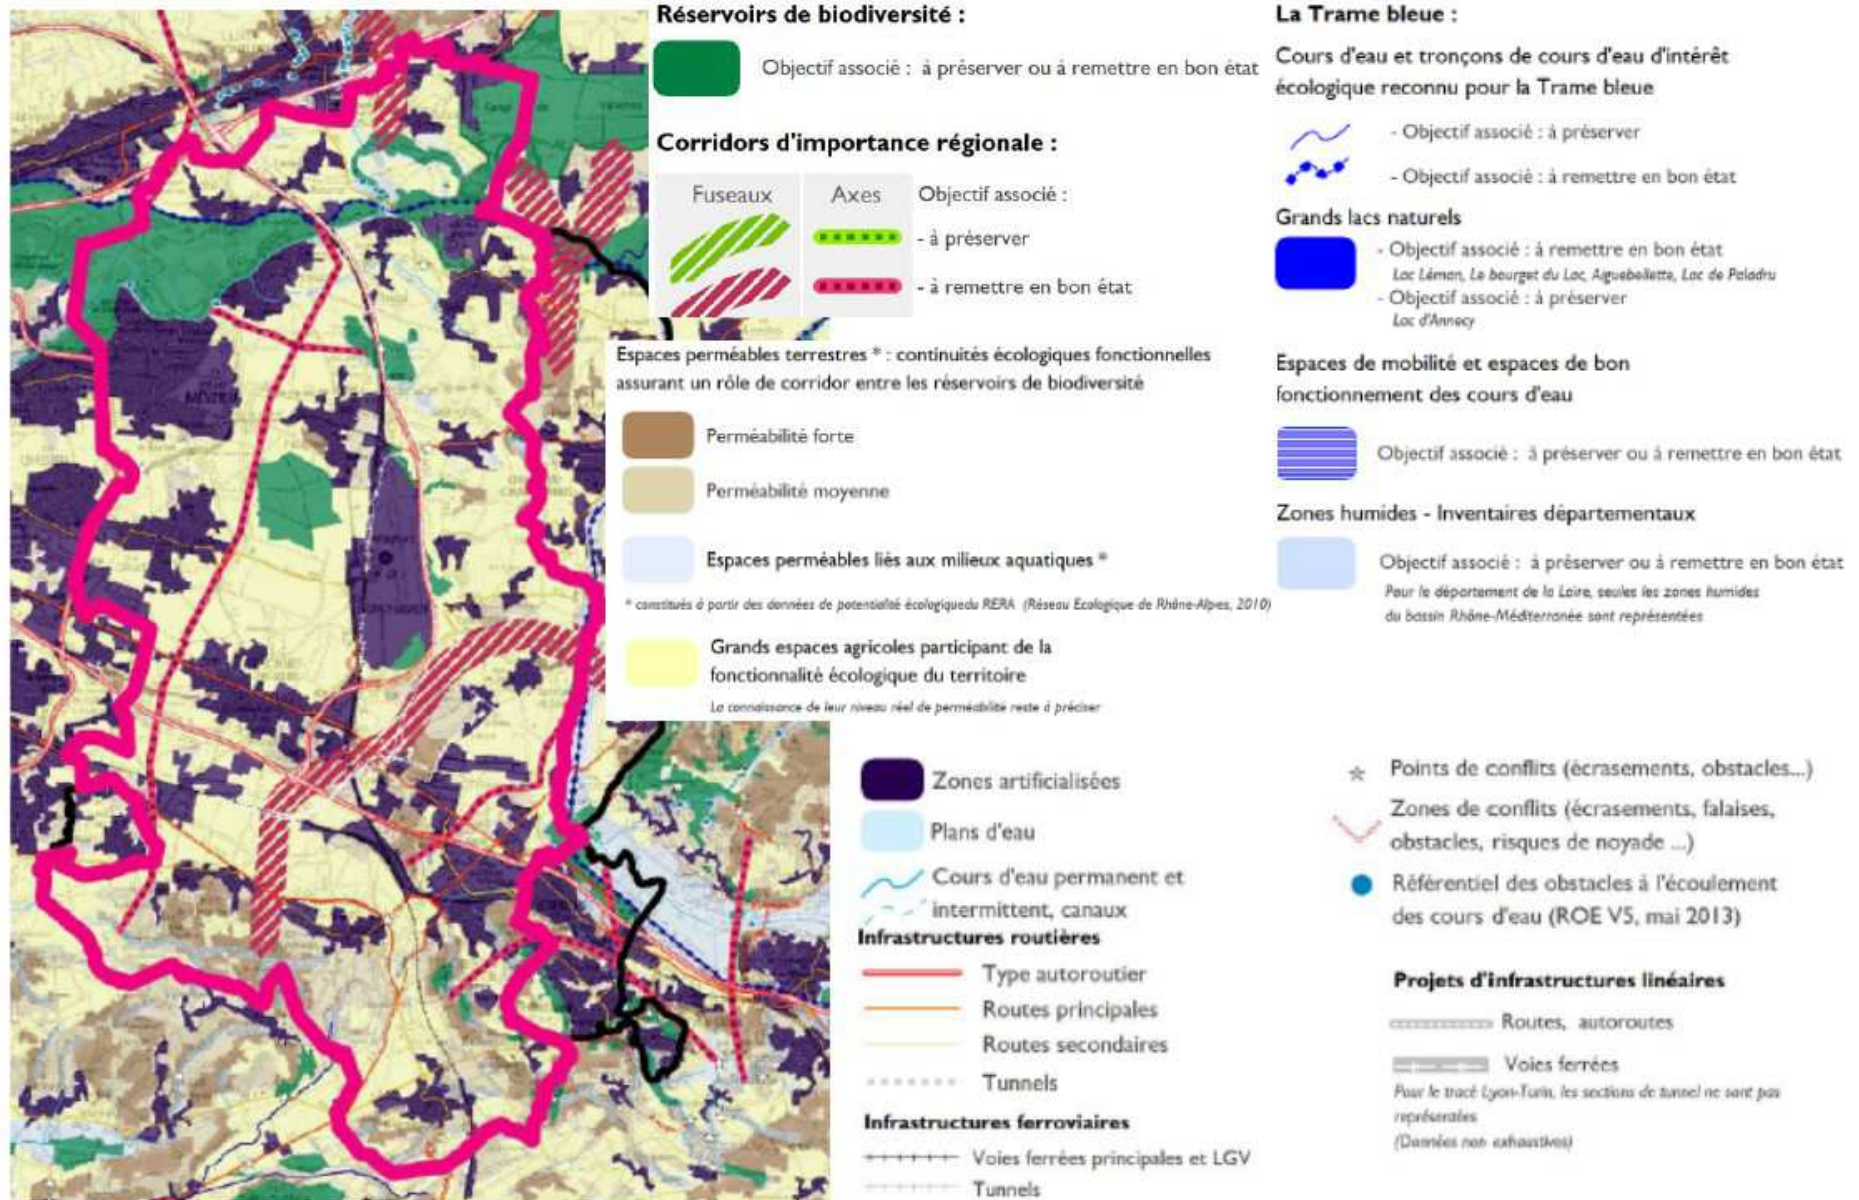 Réservoirs de biodiversité :
Objectif associé : à préserver ou à remettre en bon état
Corridors d'importance régionale :
Fuseaux
Axes
Objectif associé :
- à préserver
- à remettre en bon état
Espaces perméables terrestres * : continuités écologiques fonctionnelles
assurant un rôle de corridor entre les réservoirs de biodiversité
Perméabilité forte
Perméabilité moyenne
Espaces perméables liés aux milieux aquatiques *
* constitués à partir des données de potentialité écologiquedu RERA (Réseau Ecologique de Rhône-Alpes, 2010)
Grands espaces agricoles participant de la
fonctionnalité écologique du territoire
La connaissance de leur niveau réel de perméabilité reste à préciser
La Trame bleue :
Cours d'eau et tronçons de cours d'eau d'intérêt
écologique reconnu pour la Trame bleue
- Objectif associé : à préserver
- Objectif associé : à remettre en bon état
Grands lacs naturels
- Objectif associé : à remettre en bon état
Lac Léman, Le bourget du Lac, Aiguebellette, Lac de Paladru
- Objectif associé : à préserver
Lac d'Annecy
Espaces de mobilité et espaces de bon
fonctionnement des cours d'eau
Objectif associé : à préserver ou à remettre en bon état
Zones humides - Inventaires départementaux
Objectif associé : à préserver ou à remettre en bon état
Pour le département de la Loire, seules les zones humides
du bassin Rhône-Méditerranée sont représentées
Zones artificialisées
Plans d'eau
Cours d'eau permanent et
intermittent, canaux
Infrastructures routières
Type autoroutier
Routes principales
Routes secondaires
Tunnels
Infrastructures ferroviaires
Voies ferrées principales et LGV
Tunnels
Points de conflits (écrasements, obstacles...)
Zones de conflits (écrasements, falaises,
obstacles, risques de noyade ...)
Référentiel des obstacles à l'écoulement
des cours d'eau (ROE V5, mai 2013)
Projets d'infrastructures linéaires
Routes, autoroutes
Voies ferrées
Pour le tracé Lyon-Turin, les sections de tunnel ne sont pas
représentées
(Données non exhaustives)